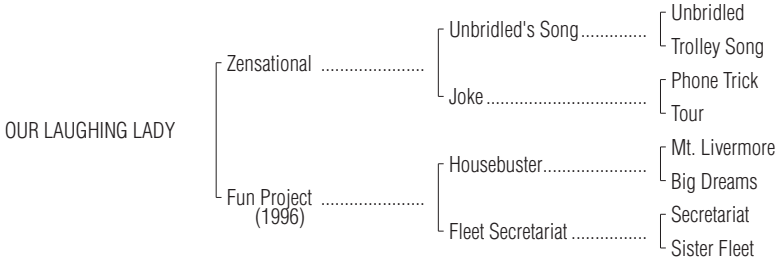 Unbridled
Unbridled's Song..............
Trolley Song
Zensational ......................
Phone Trick
Joke..................................
Tour
OUR LAUGHING LADY
Mt. Livermore
Housebuster......................
Big Dreams
Fun Project ......................
(1996)
Secretariat
Fleet Secretariat ................
Sister Fleet